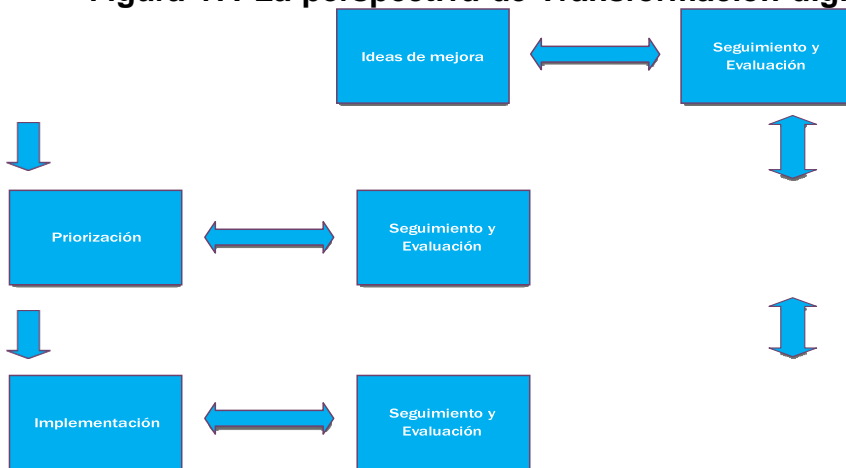 Ideas de mejora
Seguimiento y
Evaluación
Priorización
Seguimiento y
Evaluación
Implementación
Seguimiento y
Evaluación